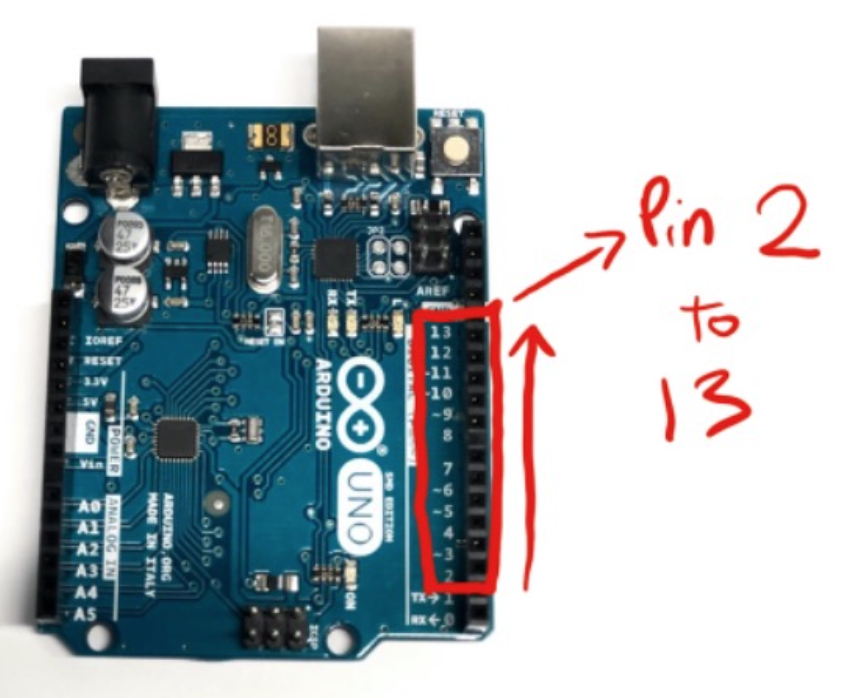 RESET
47
25V
47
25V
JP2
AREF
RX
TX
IOREF
RESET
3.3V
5V
GND
Vin
POWER
A0
A1
A2
A3
A4
A5
ANALOG IN
ARDUINO.ORG
MADE IN ITALY
ARDUINO
UNO
SMD EDITION
ON
ICSP
13
12
~11
~10
~9
8
7
~6
~5
4
~3
2
TX→1
RX←0
Pin 2
to
13